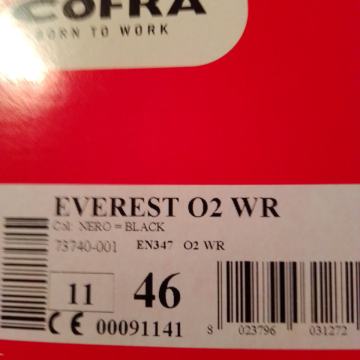 COFRA
BORN TO WORK
EVEREST O2 WR
Col: NERO = BLACK
73740-001 EN347 O2 WR
11 46
CE 00091141
8 023796 031272